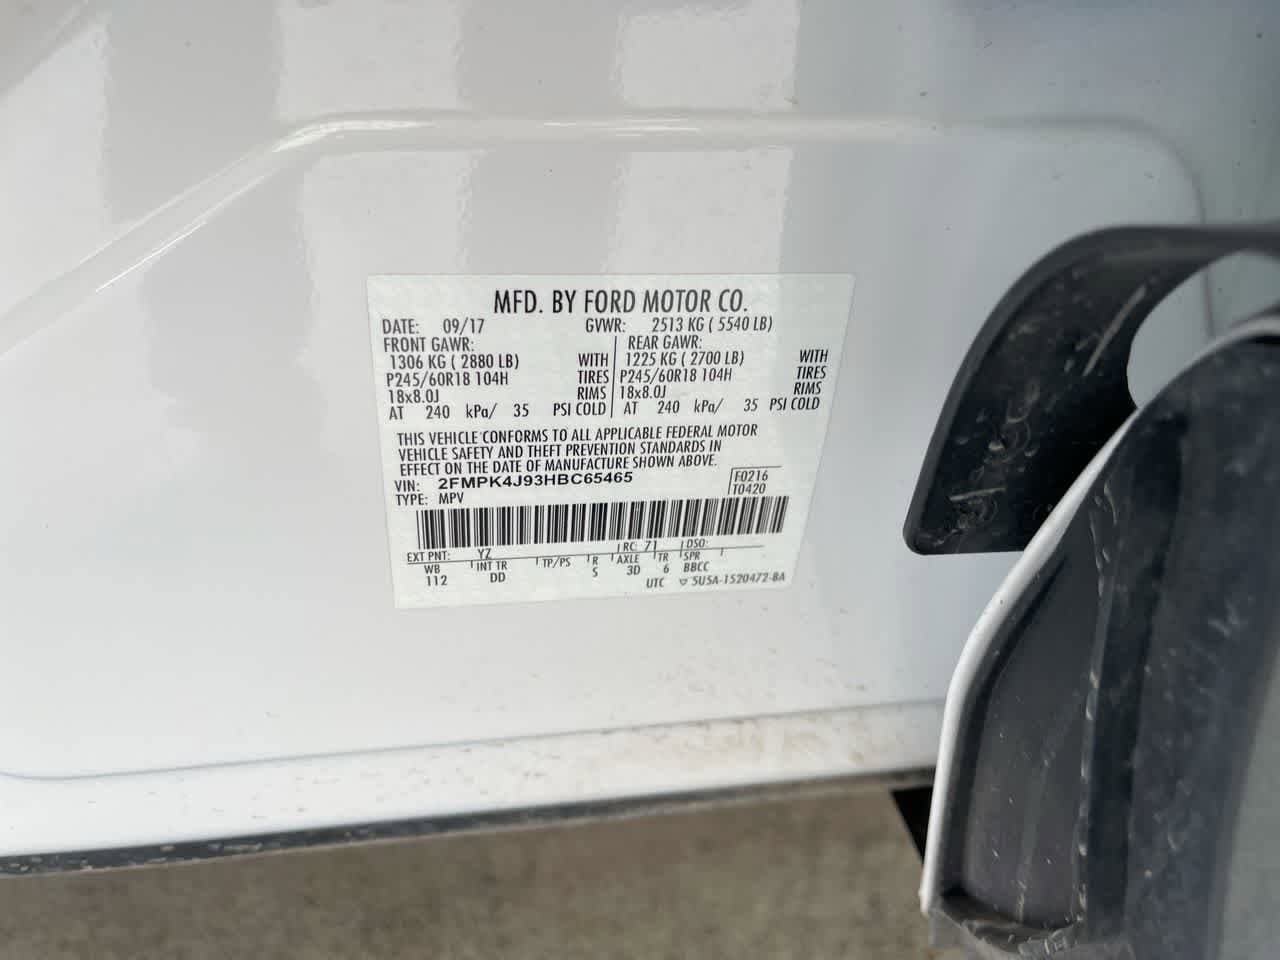 MFD. BY FORD MOTOR CO.
DATE: 09/17 GVWR: 2513 KG ( 5540 LB)
FRONT GAWR: REAR GAWR:
1306 KG ( 2880 LB) WITH 1225 KG ( 2700 LB) WITH
P245/60R18 104H TIRES P245/60R18 104H TIRES
18x8.0J RIMS 18x8.0J RIMS
AT 240 kPa/ 35 PSI COLD AT 240 kPa/ 35 PSI COLD
THIS VEHICLE CONFORMS TO ALL APPLICABLE FEDERAL MOTOR
VEHICLE SAFETY AND THEFT PREVENTION STANDARDS IN
EFFECT ON THE DATE OF MANUFACTURE SHOWN ABOVE.
VIN: 2FMPK4J93HBC65465 F0216
TYPE: MPV T0420
EXT PNT: YZ RC: 71 DSO:
WB INT TR TP/PS R AXLE TR SPR
112 DD S 3D 6 BBCC
UTC 5U5A-1520472-BA